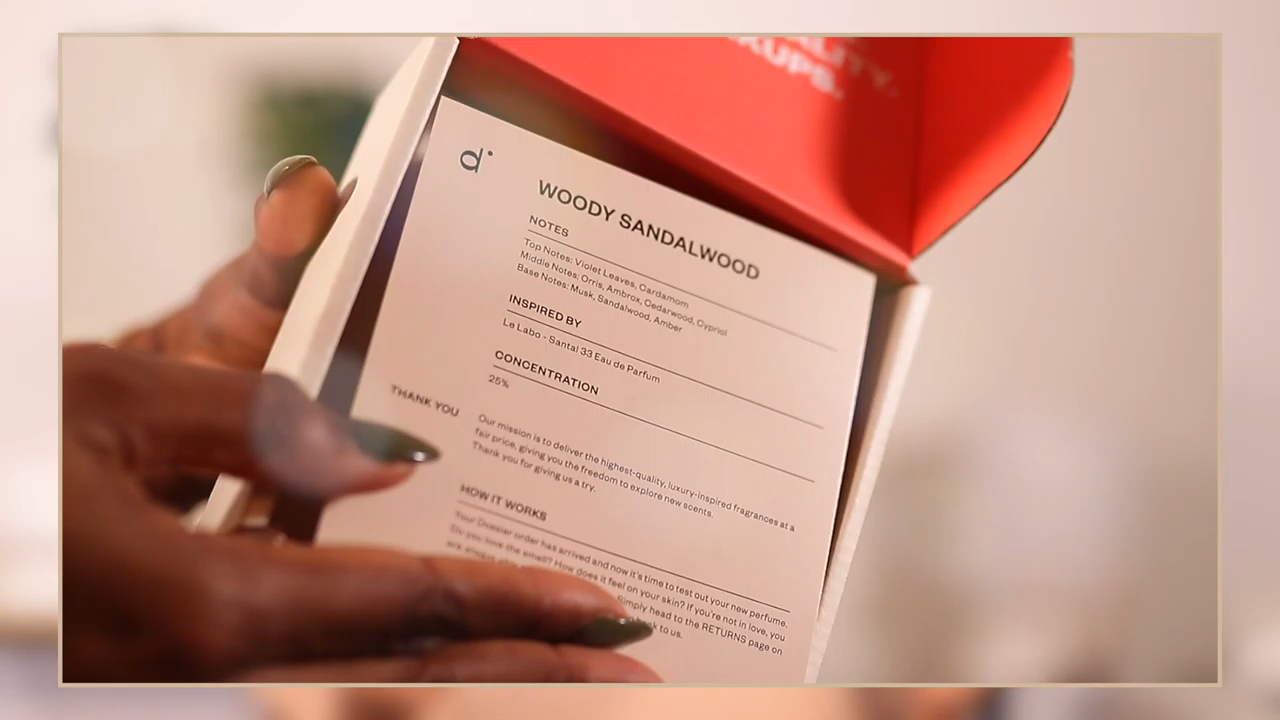 ALITY.
KUPS.
d
WOODY SANDALWOOD
NOTES
Top Notes: Violet Leaves, Cardamom
Middle Notes: Orris, Ambrox, Cedarwood, Cypriol
Base Notes: Musk, Sandalwood, Amber
INSPIRED BY
Le Labo - Santal 33 Eau de Parfum
CONCENTRATION
25%
THANK YOU
Our mission is to deliver the highest-quality, luxury-inspired fragrances at a
fair price, giving you the freedom to explore new scents.
Thank you for giving us a try.
HOW IT WORKS
Your Dossier order has arrived and now it's time to test out your new perfume.
Do you love the smell? How does it feel on your skin? If you're not in love, you
Simply head to the RETURNS page on
to us.